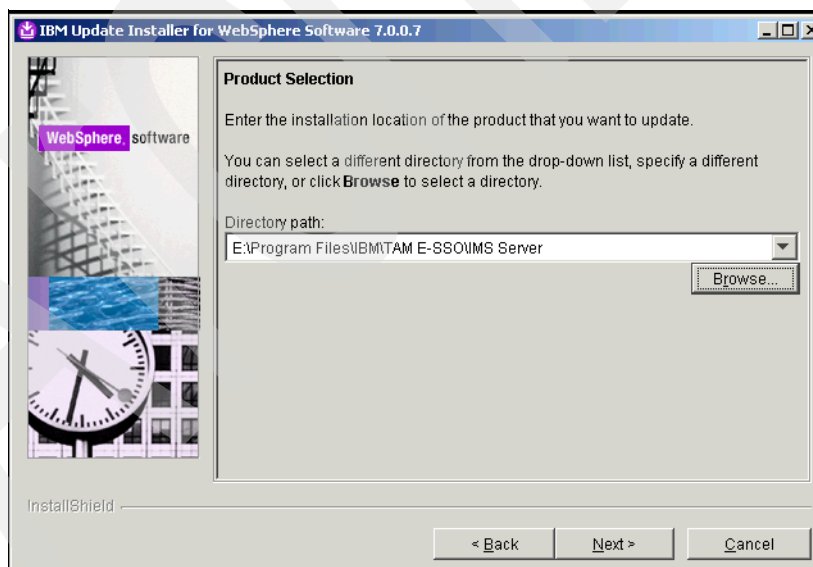 IBM Update Installer for WebSphere Software 7.0.0.7
WebSphere. software
Product Selection
Enter the installation location of the product that you want to update.
You can select a different directory from the drop-down list, specify a different
directory, or click Browse to select a directory.
Directory path:
E:\Program Files\IBM\TAM E-SSO\IMS Server
Browse...
InstallShield
< Back
Next >
Cancel